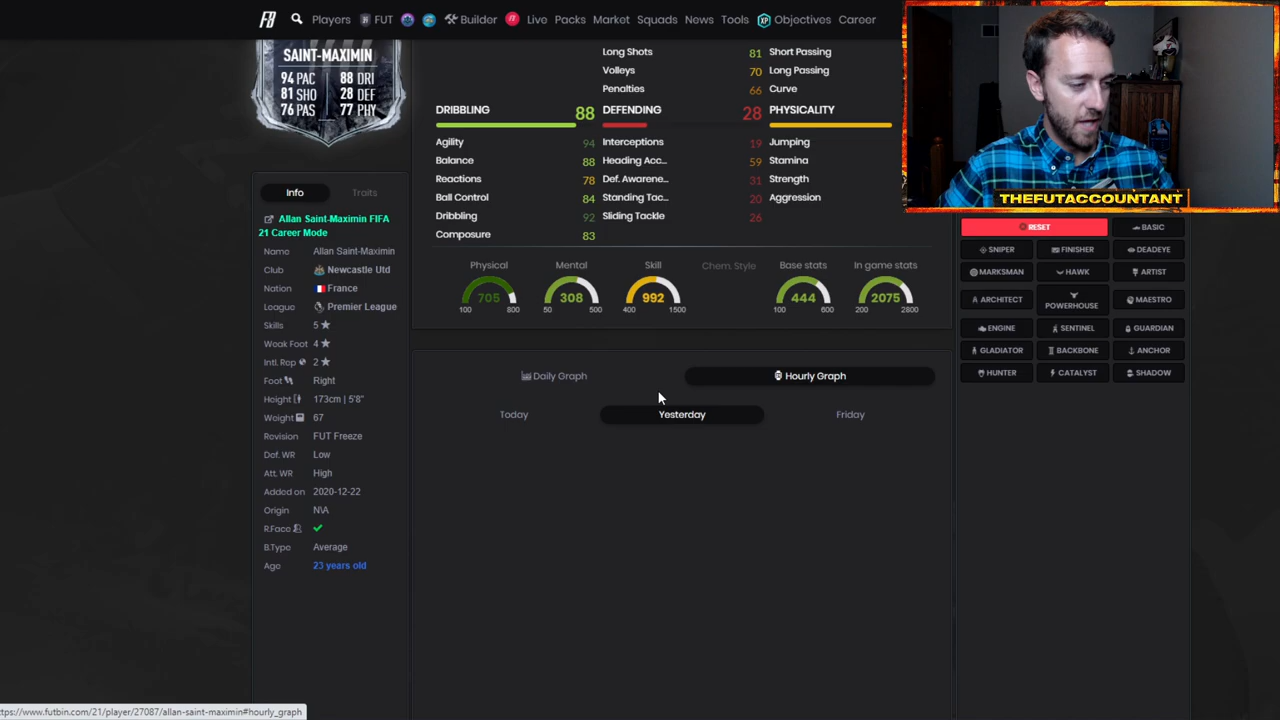 FB Players FUT Builder Live Packs Market Squads News Tools XP Objectives Career
SAINT-MAXIMIN
94 PAC 88 DRI
81 SHO 28 DEF
76 PAS 77 PHY
Long Shots 81 Short Passing
Volleys 70 Long Passing
Penalties 66 Curve
DRIBBLING 88 DEFENDING 28 PHYSICALITY
Agility 94 Interceptions 19 Jumping
Balance 88 Heading Acc... 59 Stamina
Reactions 78 Def. Awarene... 31 Strength
Ball Control 84 Standing Tac... 20 Aggression
Dribbling 92 Sliding Tackle 26
Composure 83
THEFUTACCOUNTANT
Info Traits
Allan Saint-Maximin FIFA
21 Career Mode
Name Allan Saint-Maximin
Club Newcastle Utd
Nation France
League Premier League
Skills 5
Weak Foot 4
Intl. Rep 2
Foot Right
Height 173cm | 5'8"
Weight 67
Revision FUT Freeze
Def. WR Low
Att. WR High
Added on 2020-12-22
Origin N\A
R.Face
B.Type Average
Age 23 years old
Physical Mental Skill Chem. Style Base stats In game stats
705 308 992 444 2075
100 800 50 500 400 1500 100 600 200 2800
Daily Graph Hourly Graph
Today Yesterday Friday
RESET BASIC
SNIPER FINISHER DEADEYE
MARKSMAN HAWK ARTIST
ARCHITECT POWERHOUSE MAESTRO
ENGINE SENTINEL GUARDIAN
GLADIATOR BACKBONE ANCHOR
HUNTER CATALYST SHADOW
ttps://www.futbin.com/21/player/27087/allan-saint-maximin#hourly_graph